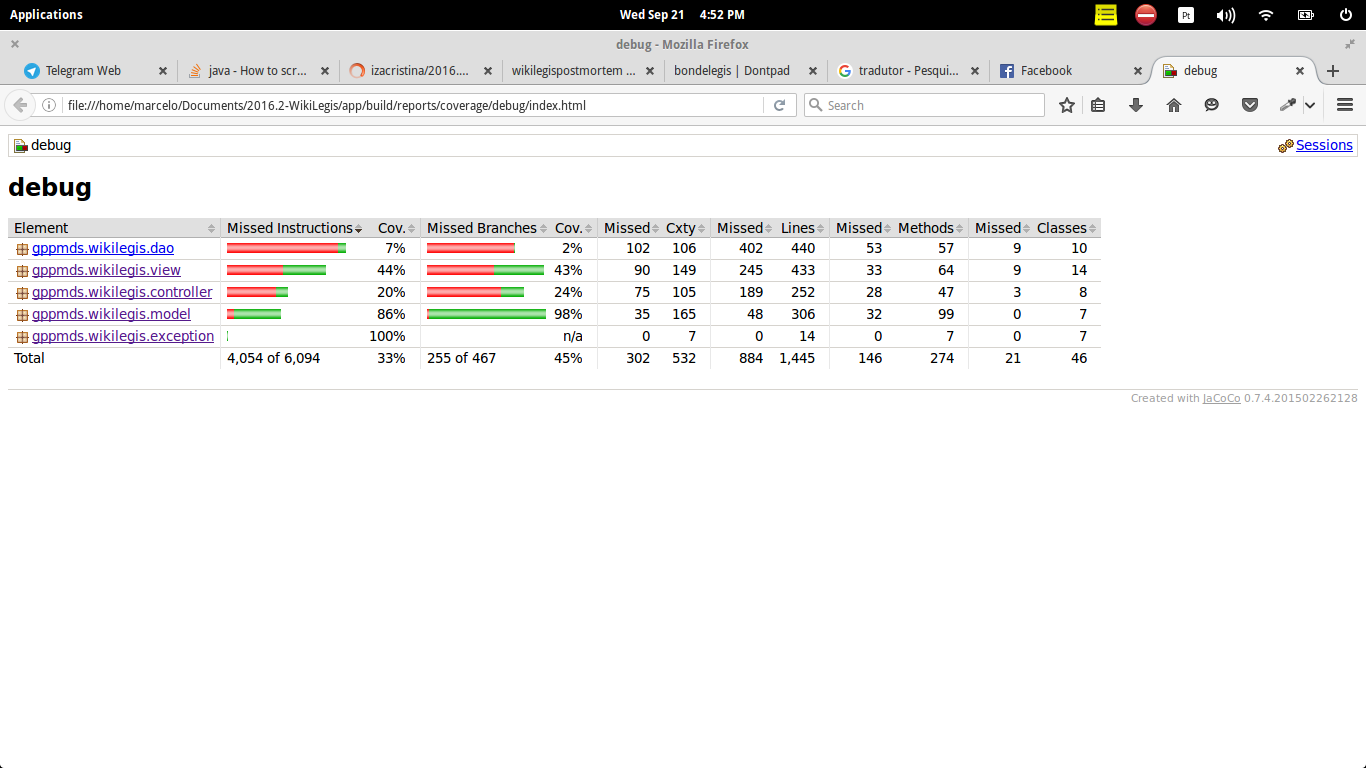 Applications
Wed Sep 21 4:52 PM
Pt
debug - Mozilla Firefox
Telegram Web
java - How to scr...
izacristina/2016....
wikilegispostmortem ...
bondelegis | Dontpad
tradutor - Pesqui...
Facebook
debug
file:///home/marcelo/Documents/2016.2-WikiLegis/app/build/reports/coverage/debug/index.html
Search
debug
Sessions
debug
Element Missed Instructions Cov. Missed Branches Cov. Missed Cxty Missed Lines Missed Methods Missed Classes
gppmds.wikilegis.dao 7% 2% 102 106 402 440 53 57 9 10
gppmds.wikilegis.view 44% 43% 90 149 245 433 33 64 9 14
gppmds.wikilegis.controller 20% 24% 75 105 189 252 28 47 3 8
gppmds.wikilegis.model 86% 98% 35 165 48 306 32 99 0 7
gppmds.wikilegis.exception 100% n/a 0 7 0 14 0 7 0 7
Total 4,054 of 6,094 33% 255 of 467 45% 302 532 884 1,445 146 274 21 46
Created with JaCoCo 0.7.4.201502262128